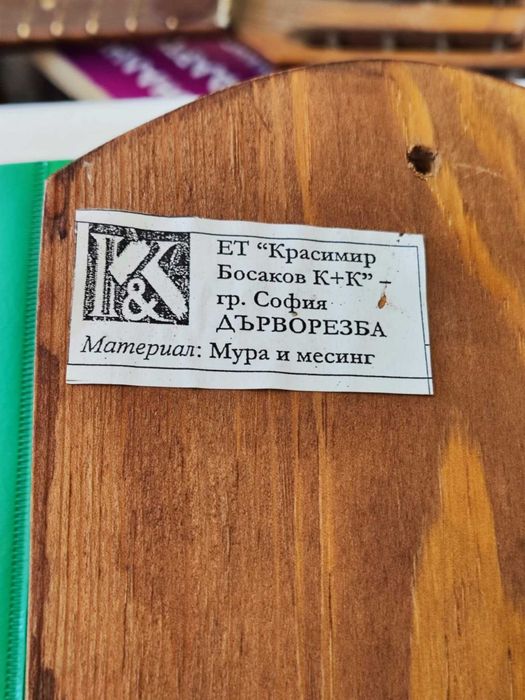 K&K
ЕТ “Красимир
Босаков К+К” –
гр. София
ДЪРВОРЕЗБА
Материал: Мура и месинг